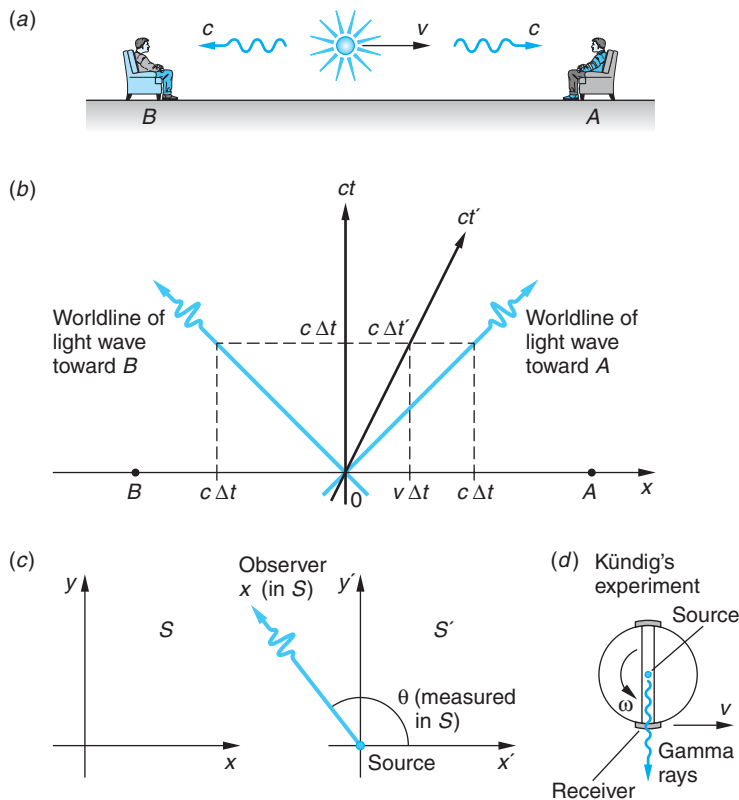 (a)
c
v
c
B
A
(b)
ct
ct′
Worldline of
light wave
toward B
c Δt
c Δt′
Worldline of
light wave
toward A
B
c Δt
0
v Δt
c Δt
A
x
(c)
y
S
x
Observer
x (in S)
y′
S′
θ (measured
in S)
Source
x′
(d)
Kündig's
experiment
Source
ω
v
Gamma
rays
Receiver